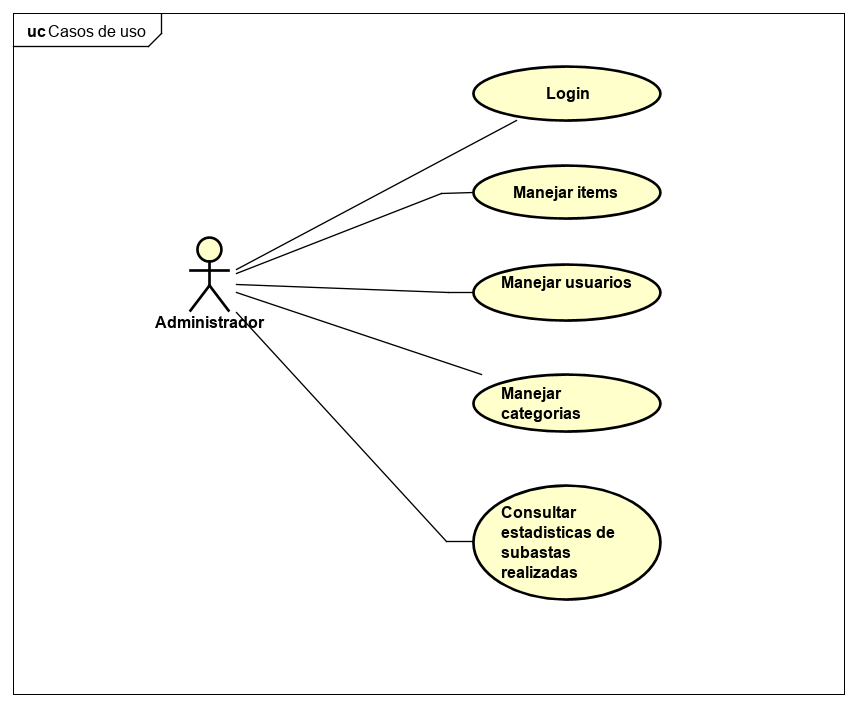 uc Casos de uso
Login
Manejar items
Manejar usuarios
Administrador
Manejar
categorias
Consultar
estadisticas de
subastas
realizadas